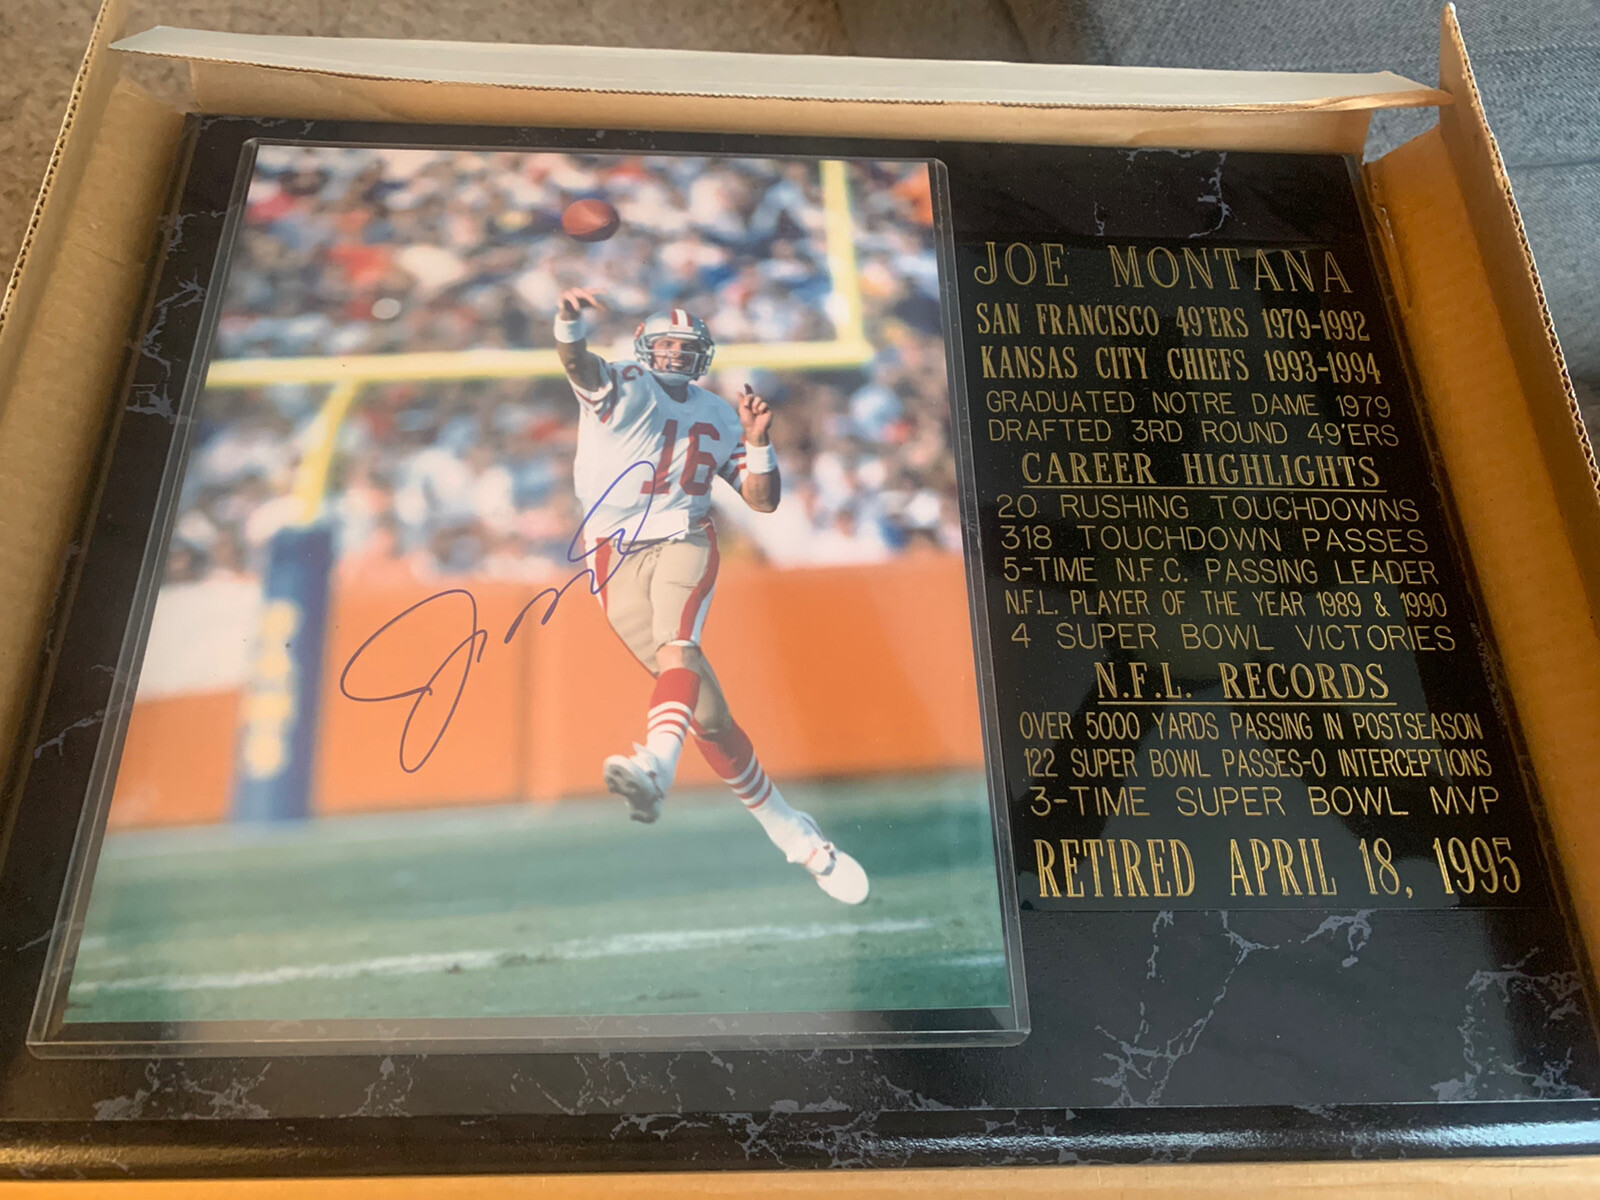 16
JOE MONTANA
SAN FRANCISCO 49'ERS 1979-1992
KANSAS CITY CHIEFS 1993-1994
GRADUATED NOTRE DAME 1979
DRAFTED 3RD ROUND 49'ERS
CAREER HIGHLIGHTS
20 RUSHING TOUCHDOWNS
318 TOUCHDOWN PASSES
5-TIME N.F.C. PASSING LEADER
N.F.L. PLAYER OF THE YEAR 1989 & 1990
4 SUPER BOWL VICTORIES
N.F.L. RECORDS
OVER 5000 YARDS PASSING IN POSTSEASON
122 SUPER BOWL PASSES-0 INTERCEPTIONS
3-TIME SUPER BOWL MVP
RETIRED APRIL 18, 1995